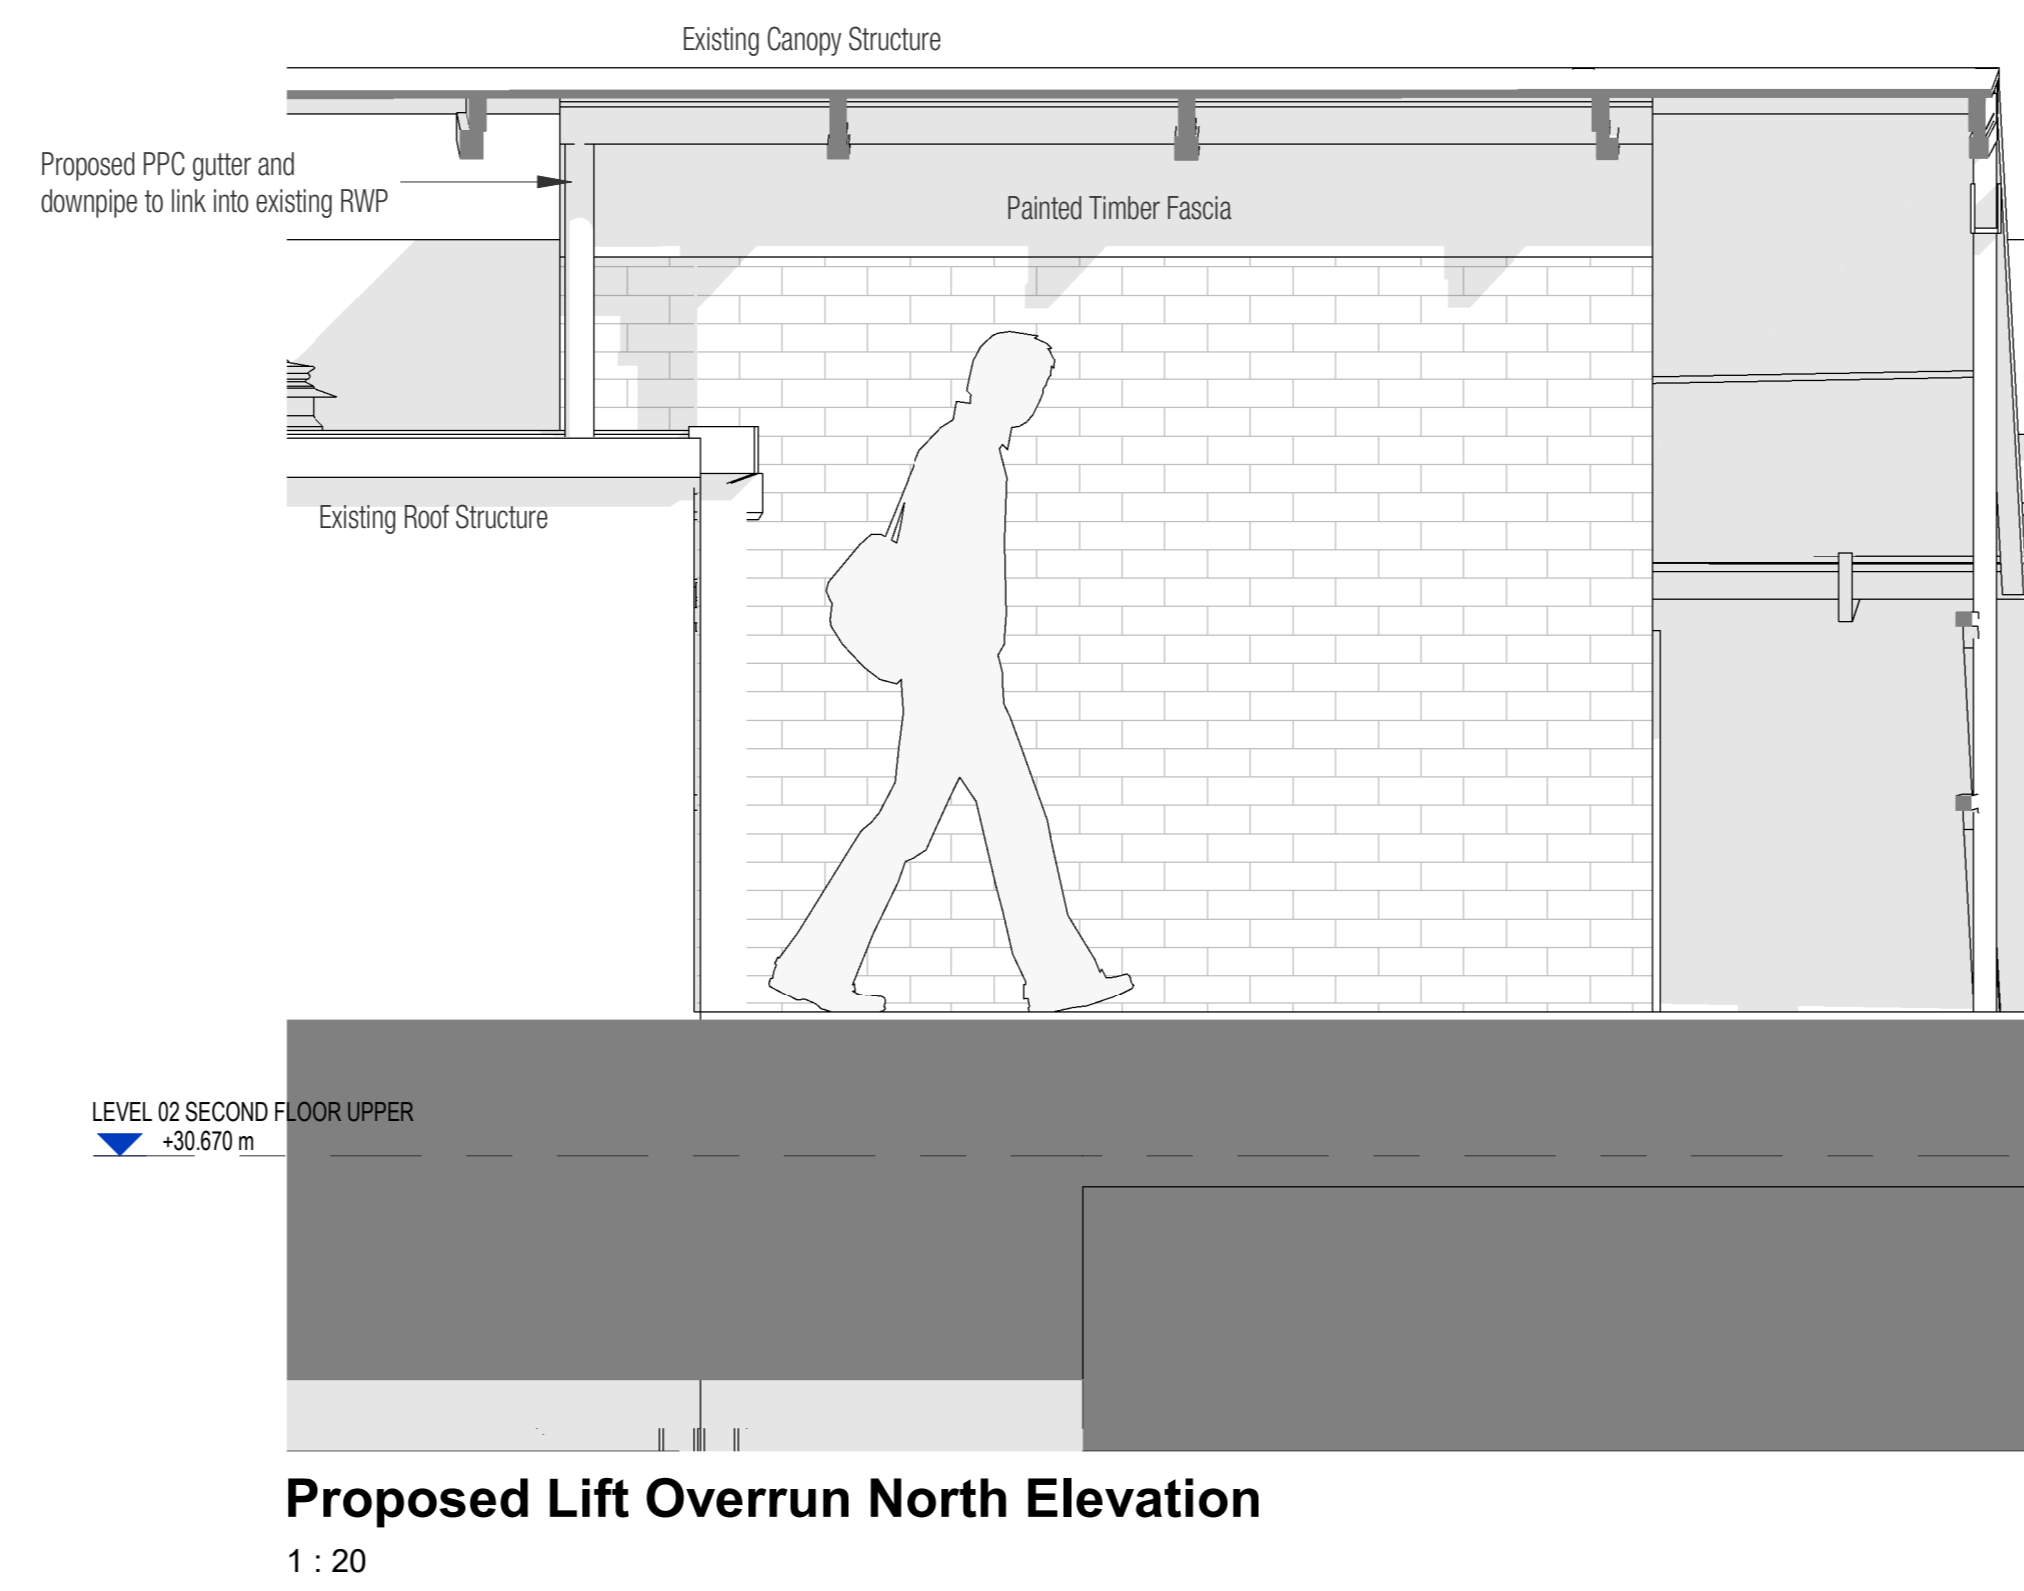 Existing Canopy Structure
Proposed PPC gutter and
downpipe to link into existing RWP
Painted Timber Fascia
Existing Roof Structure
LEVEL 02 SECOND FLOOR UPPER
+30.670 m
Proposed Lift Overrun North Elevation
1 : 20